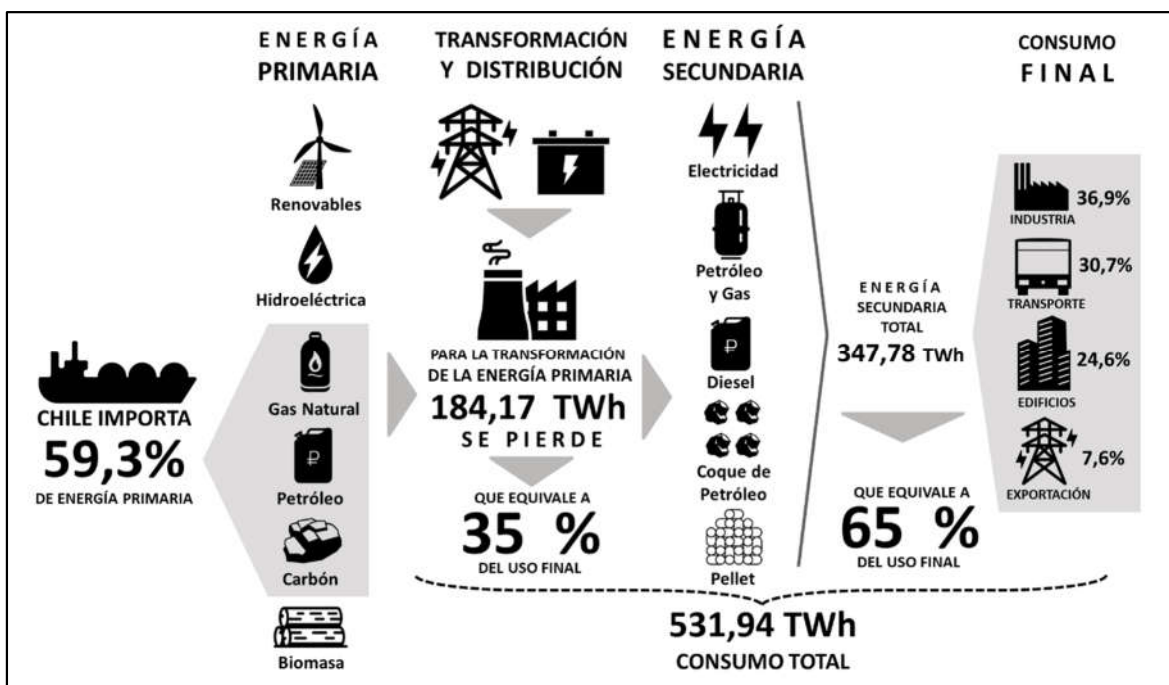 ENERGÍA
PRIMARIA
Renovables
Hidroeléctrica
Gas Natural
Petróleo
Carbón
Biomasa
CHILE IMPORTA
59,3%
DE ENERGÍA PRIMARIA
TRANSFORMACIÓN
Y DISTRIBUCIÓN
PARA LA TRANSFORMACIÓN
DE LA ENERGÍA PRIMARIA
184,17 TWh
SE PIERDE
QUE EQUIVALE A
35 %
DEL USO FINAL
ENERGÍA
SECUNDARIA
Electricidad
Petróleo
y Gas
Diesel
Coque de
Petróleo
Pellet
ENERGÍA
SECUNDARIA
TOTAL
347,78 TWh
QUE EQUIVALE A
65 %
DEL USO FINAL
CONSUMO
FINAL
36,9%
INDUSTRIA
30,7%
TRANSPORTE
24,6%
EDIFICIOS
7,6%
EXPORTACIÓN
531,94 TWh
CONSUMO TOTAL